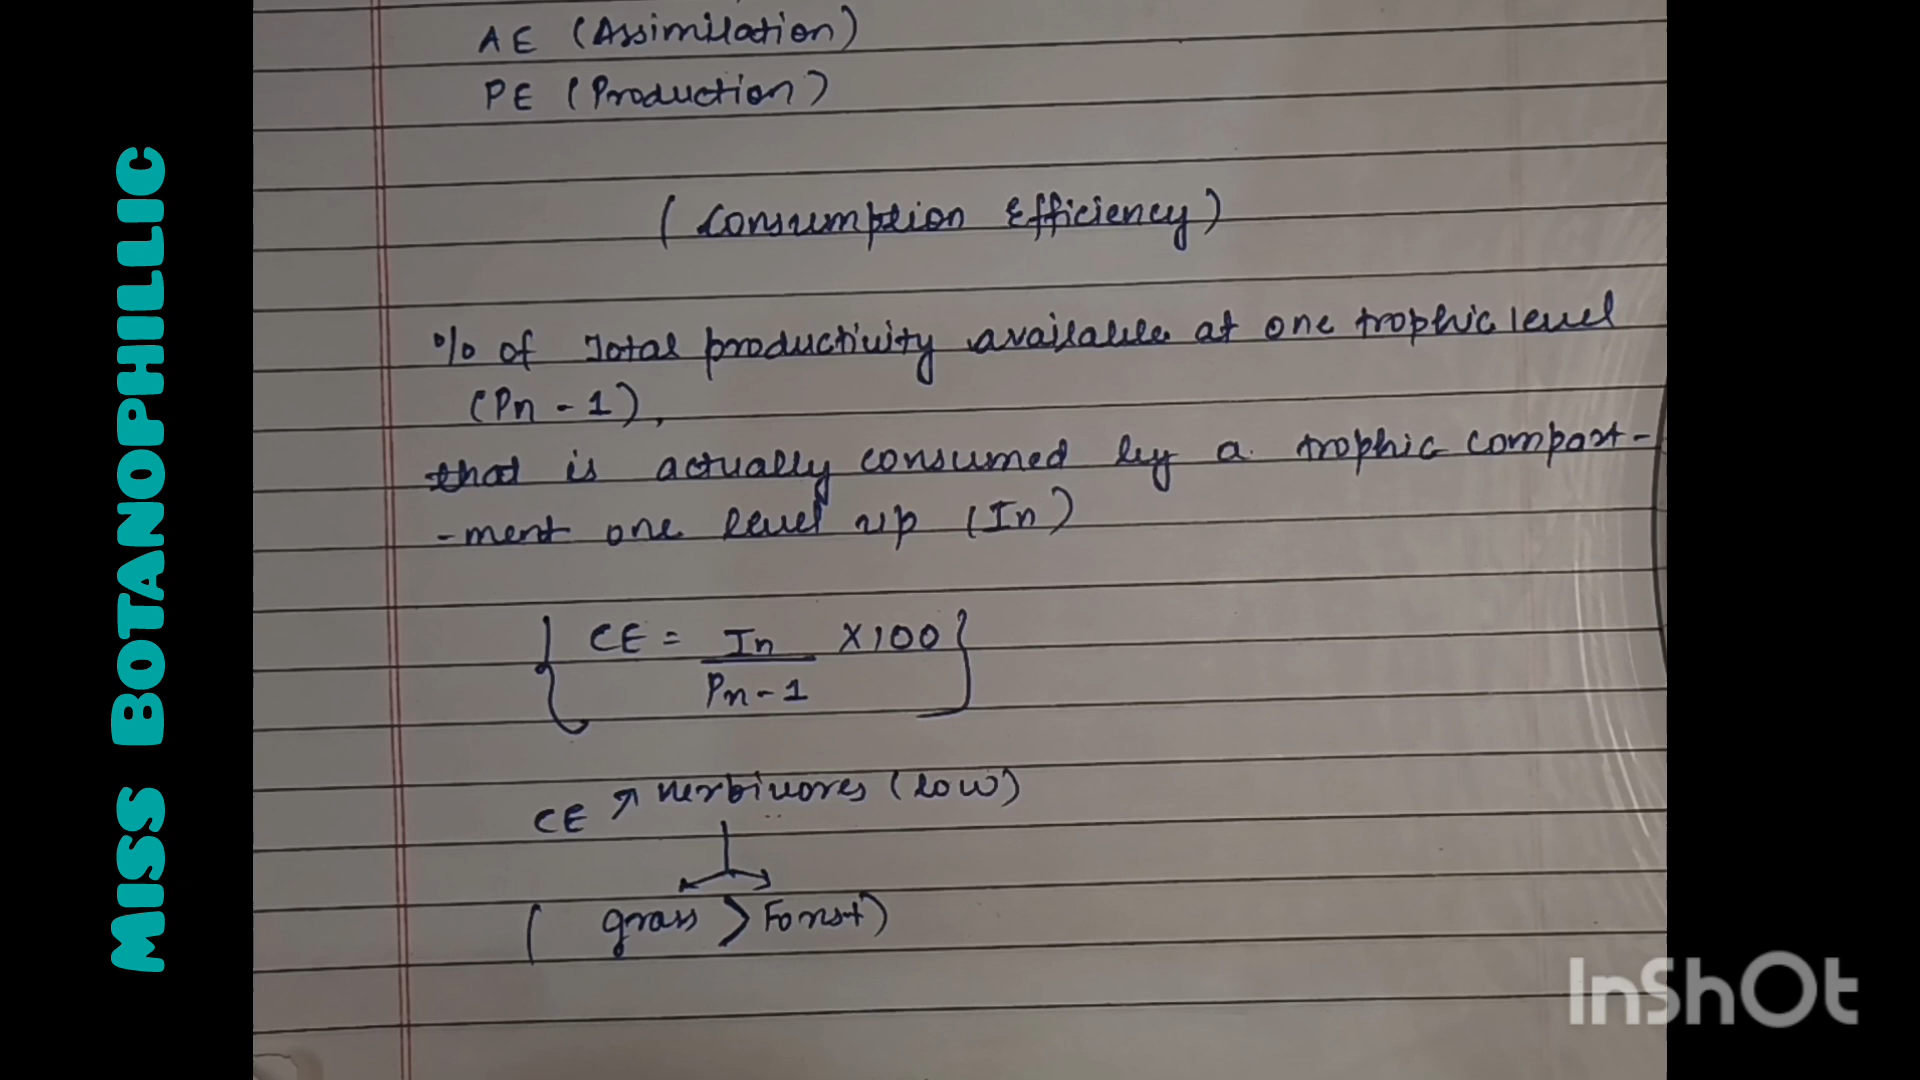 AE (Assimilation)
PE (Production)
(Consumption Efficiency)
% of Total productivity available at one trophic level
(Pn - 1),
that is actually consumed by a trophic compart-
-ment one level up (In)
{ CE = In / Pn - 1 X100 }
CE ↗ Herbivores (low)
( grass > Forest)
MISS BOTANOPHILLIC
InShOt